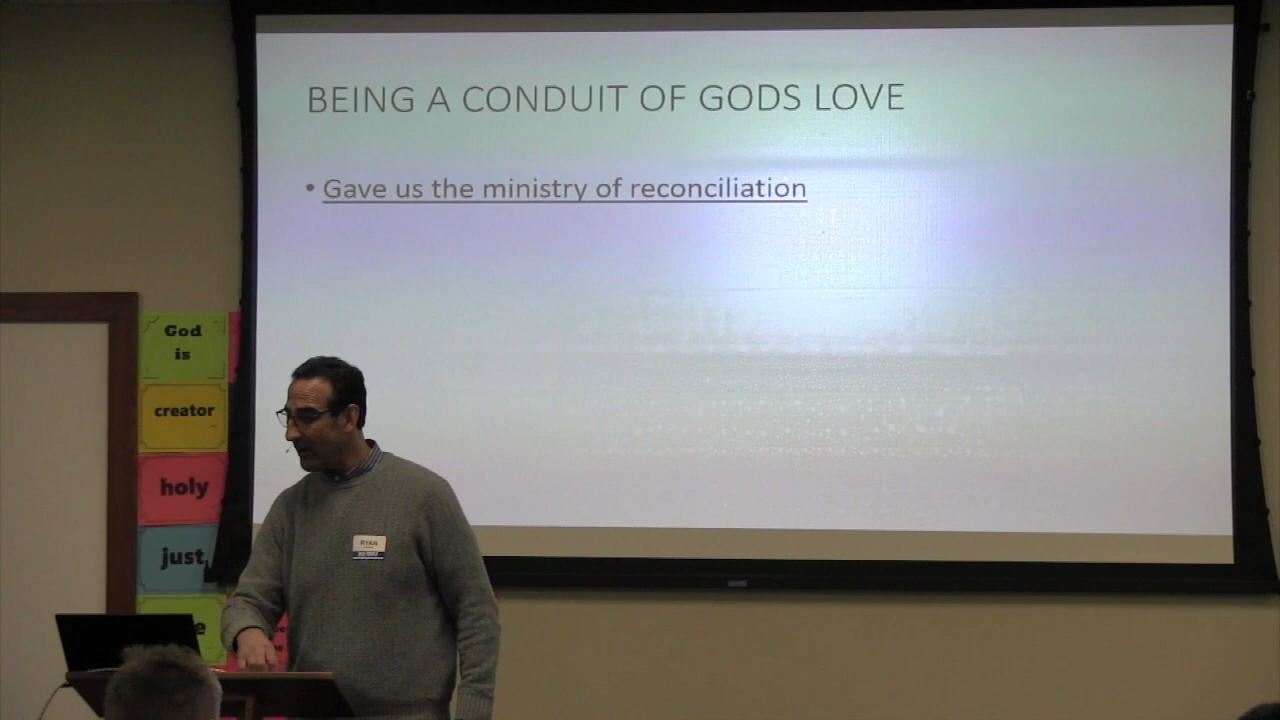 BEING A CONDUIT OF GODS LOVE
• Gave us the ministry of reconciliation
God
is
creator
holy
just
RYAN